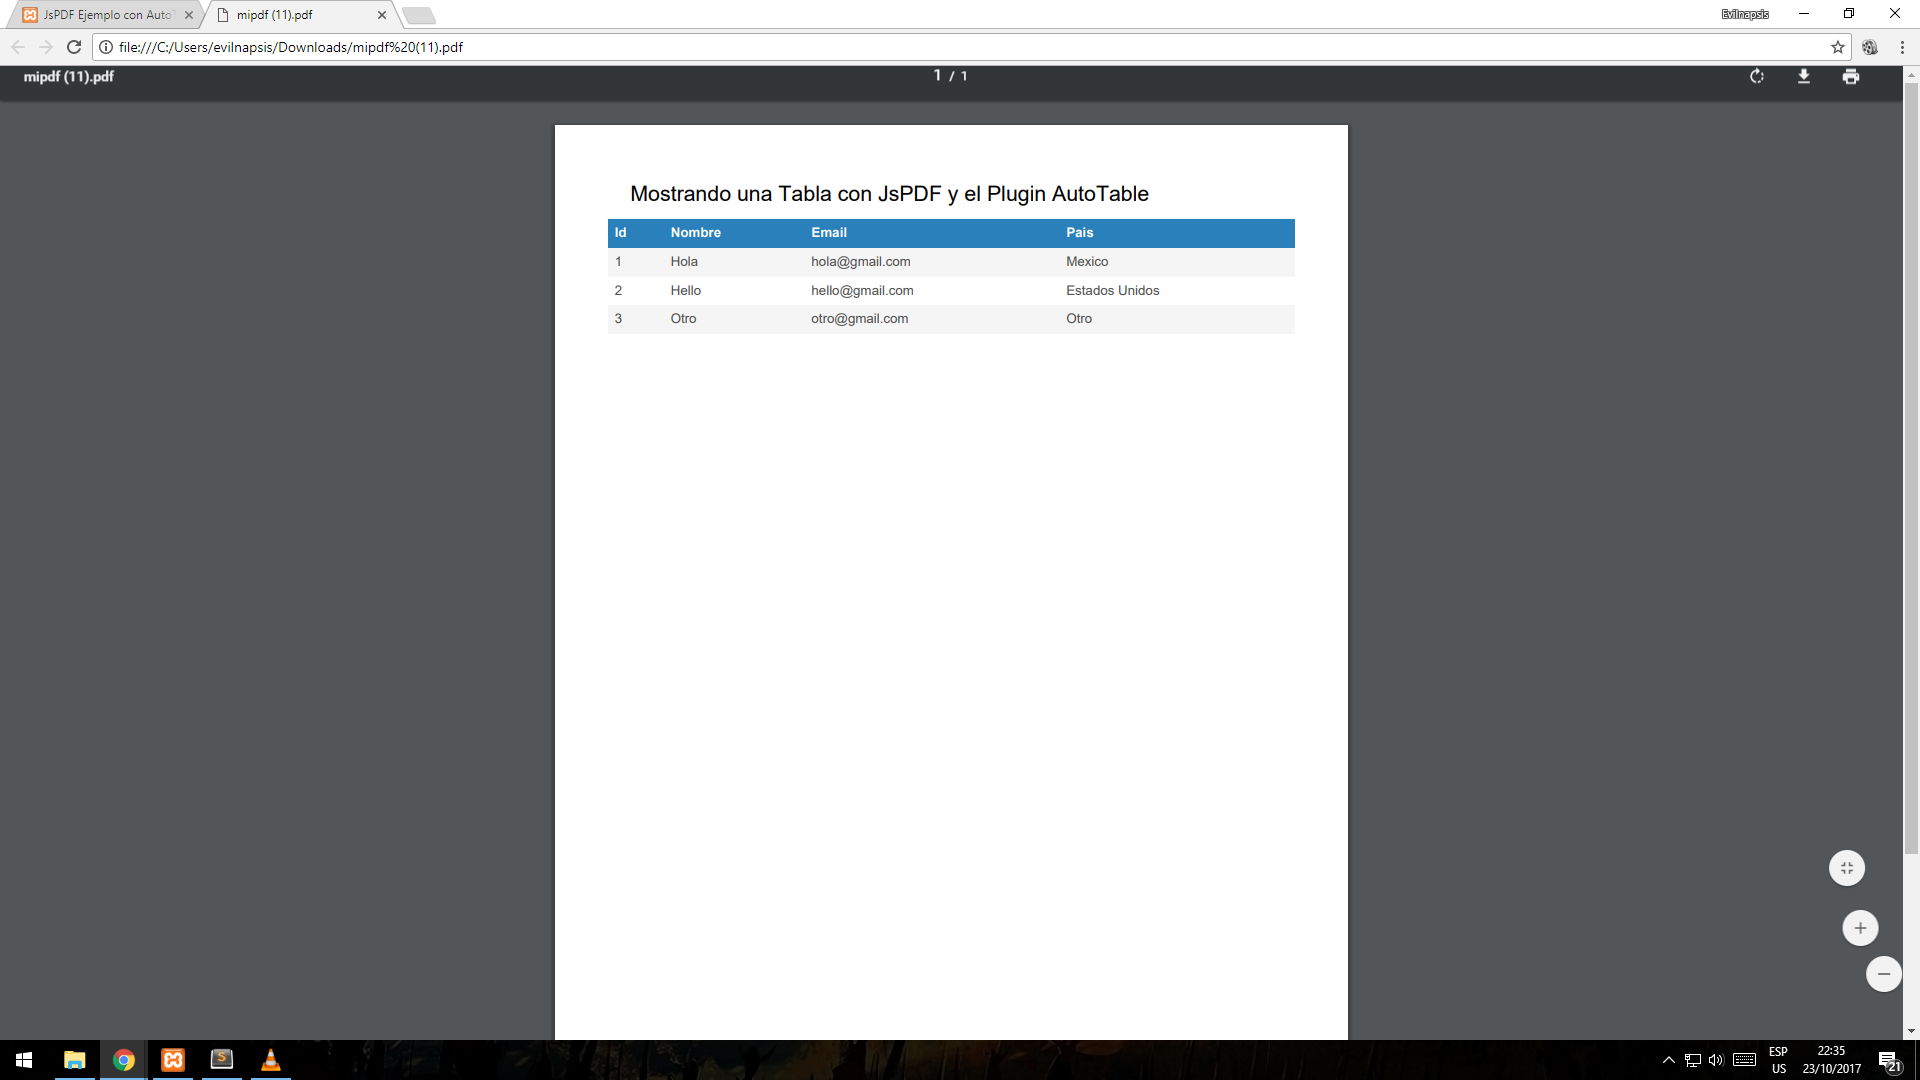 JsPDF Ejemplo con Auto
mipdf (11).pdf
Evilnapsis
file:///C:/Users/evilnapsis/Downloads/mipdf%20(11).pdf
mipdf (11).pdf
1 / 1
Mostrando una Tabla con JsPDF y el Plugin AutoTable
Id Nombre Email Pais
1 Hola hola@gmail.com Mexico
2 Hello hello@gmail.com Estados Unidos
3 Otro otro@gmail.com Otro
ESP
US
22:35
23/10/2017
21